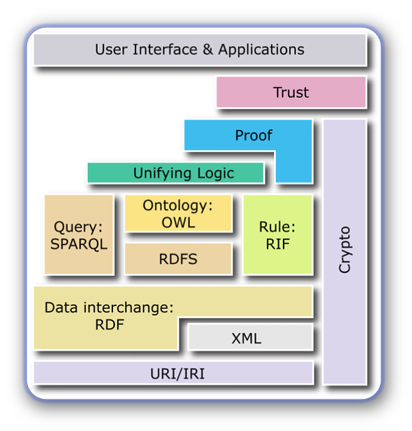 User Interface & Applications
Trust
Proof
Unifying Logic
Query:
SPARQL
Ontology:
OWL
RDFS
Rule:
RIF
Crypto
Data interchange:
RDF
XML
URI/IRI